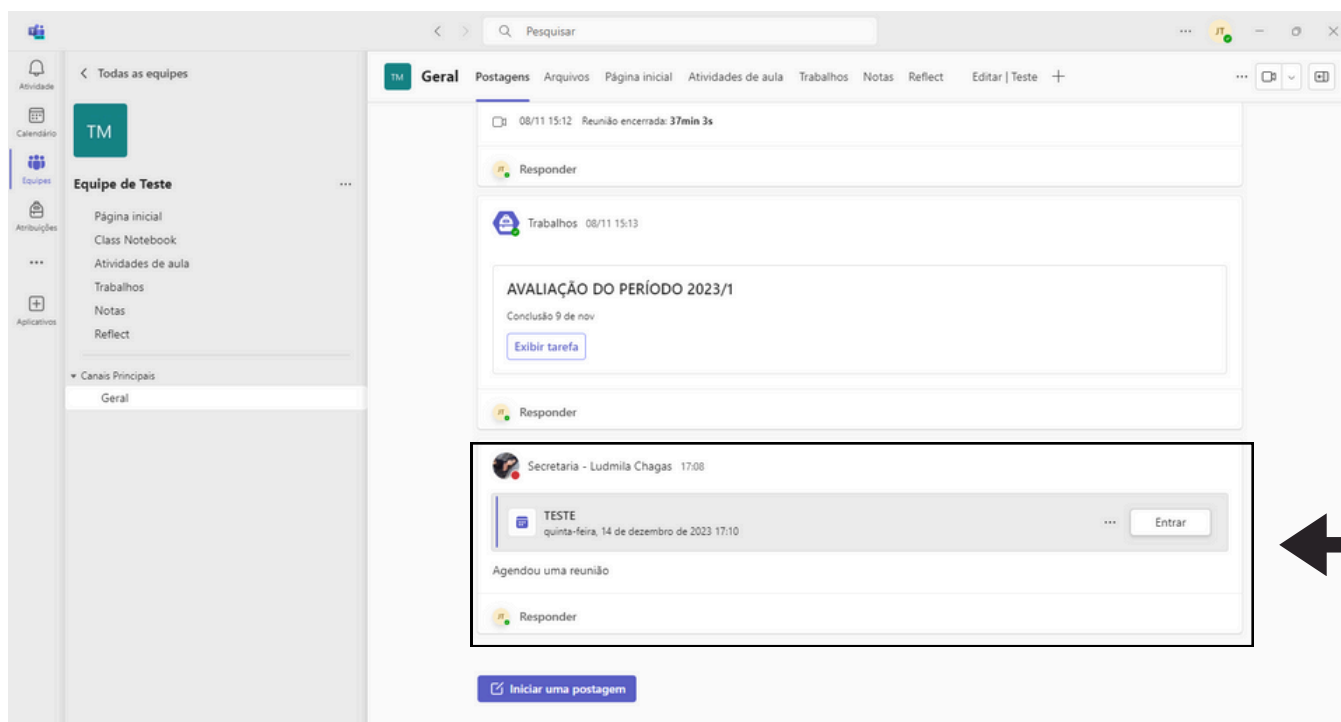 Pesquisar
JT
Atividade
Calendário
Equipes
Atribuições
Aplicativos
Todas as equipes
TM
Equipe de Teste
Página inicial
Class Notebook
Atividades de aula
Trabalhos
Notas
Reflect
Canais Principais
Geral
TM Geral Postagens Arquivos Página inicial Atividades de aula Trabalhos Notas Reflect Editar | Teste
08/11 15:12 Reunião encerrada: 37min 3s
JT Responder
Trabalhos 08/11 15:13
AVALIAÇÃO DO PERÍODO 2023/1
Conclusão 9 de nov
Exibir tarefa
JT Responder
Secretaria - Ludmila Chagas 17:08
TESTE
quinta-feira, 14 de dezembro de 2023 17:10
Entrar
Agendou uma reunião
JT Responder
Iniciar uma postagem